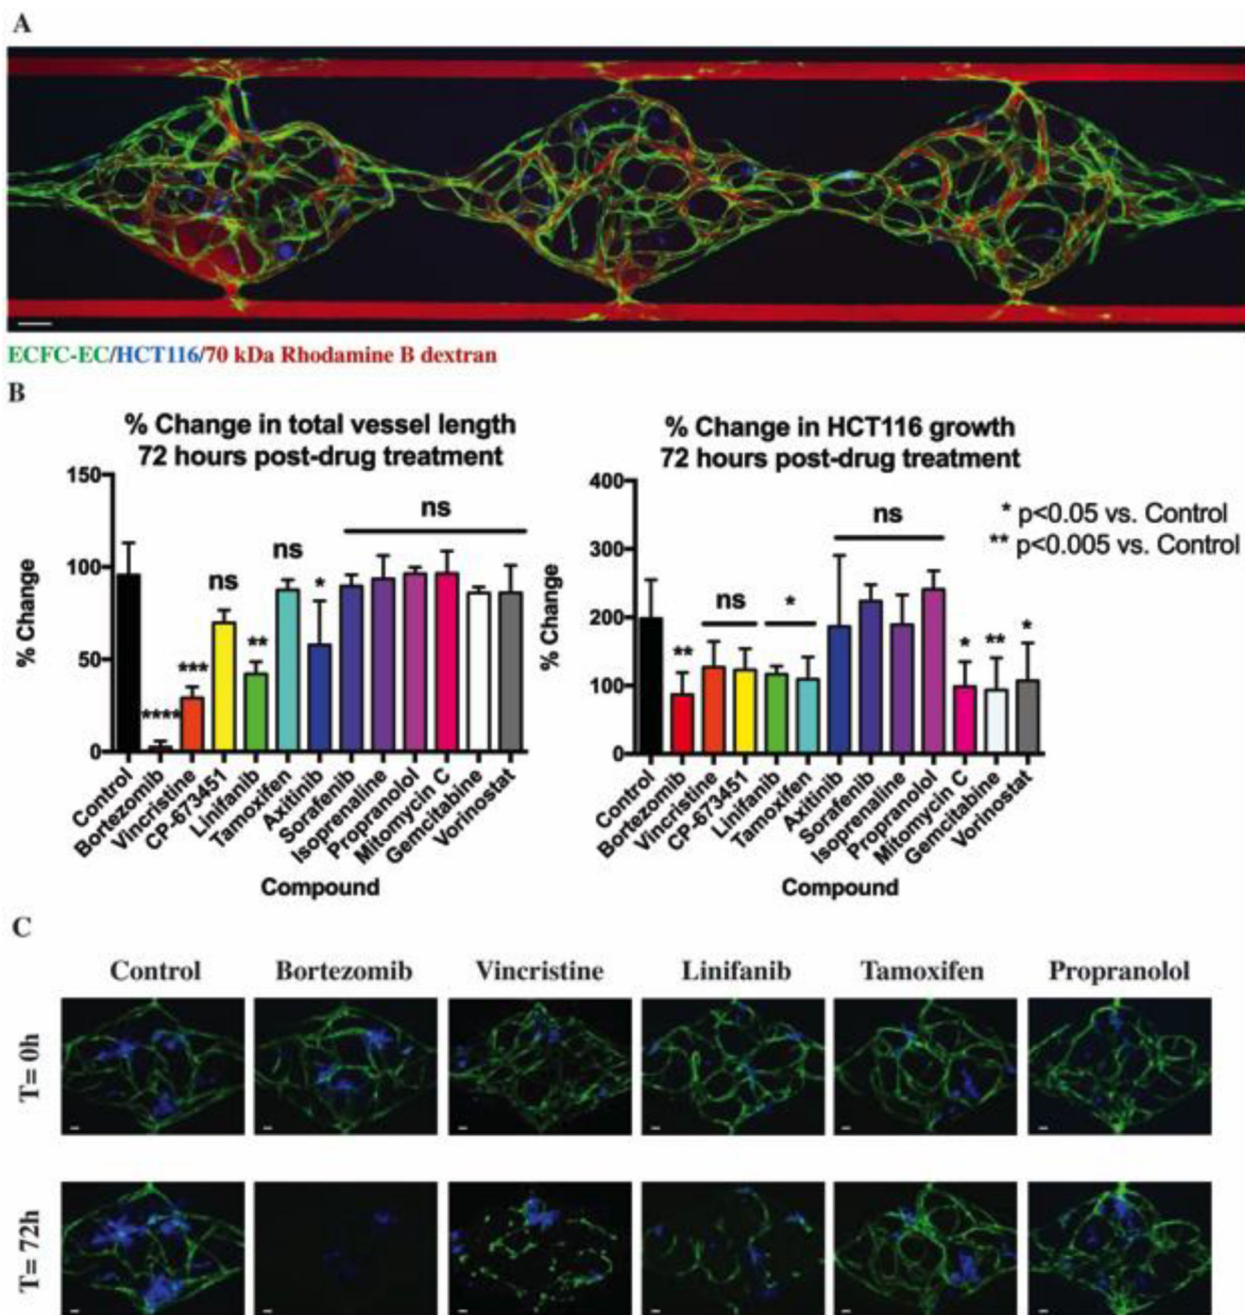 A
ECFC-EC/HCT116/70 kDa Rhodamine B dextran
B
% Change in total vessel length
72 hours post-drug treatment
% Change
150
100
50
0
****
***
ns
**
ns
*
ns
Control
Bortezomib
Vincristine
CP-673451
Linifanib
Tamoxifen
Axitinib
Sorafenib
Isoprenaline
Propranolol
Mitomycin C
Gemcitabine
Vorinostat
Compound
% Change in HCT116 growth
72 hours post-drug treatment
% Change
400
300
200
100
0
**
ns
*
ns
*
**
*
* p<0.05 vs. Control
** p<0.005 vs. Control
Control
Bortezomib
Vincristine
CP-673451
Linifanib
Tamoxifen
Axitinib
Sorafenib
Isoprenaline
Propranolol
Mitomycin C
Gemcitabine
Vorinostat
Compound
C
Control Bortezomib Vincristine Linifanib Tamoxifen Propranolol
T= 0h
T= 72h